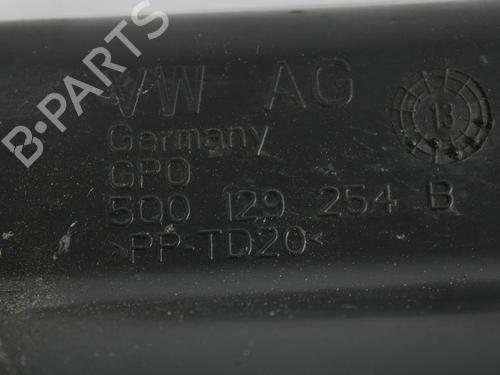 B-PARTS
VW AG
13
Germany
GPO
5Q0 129 254 B
>PP-TD20<